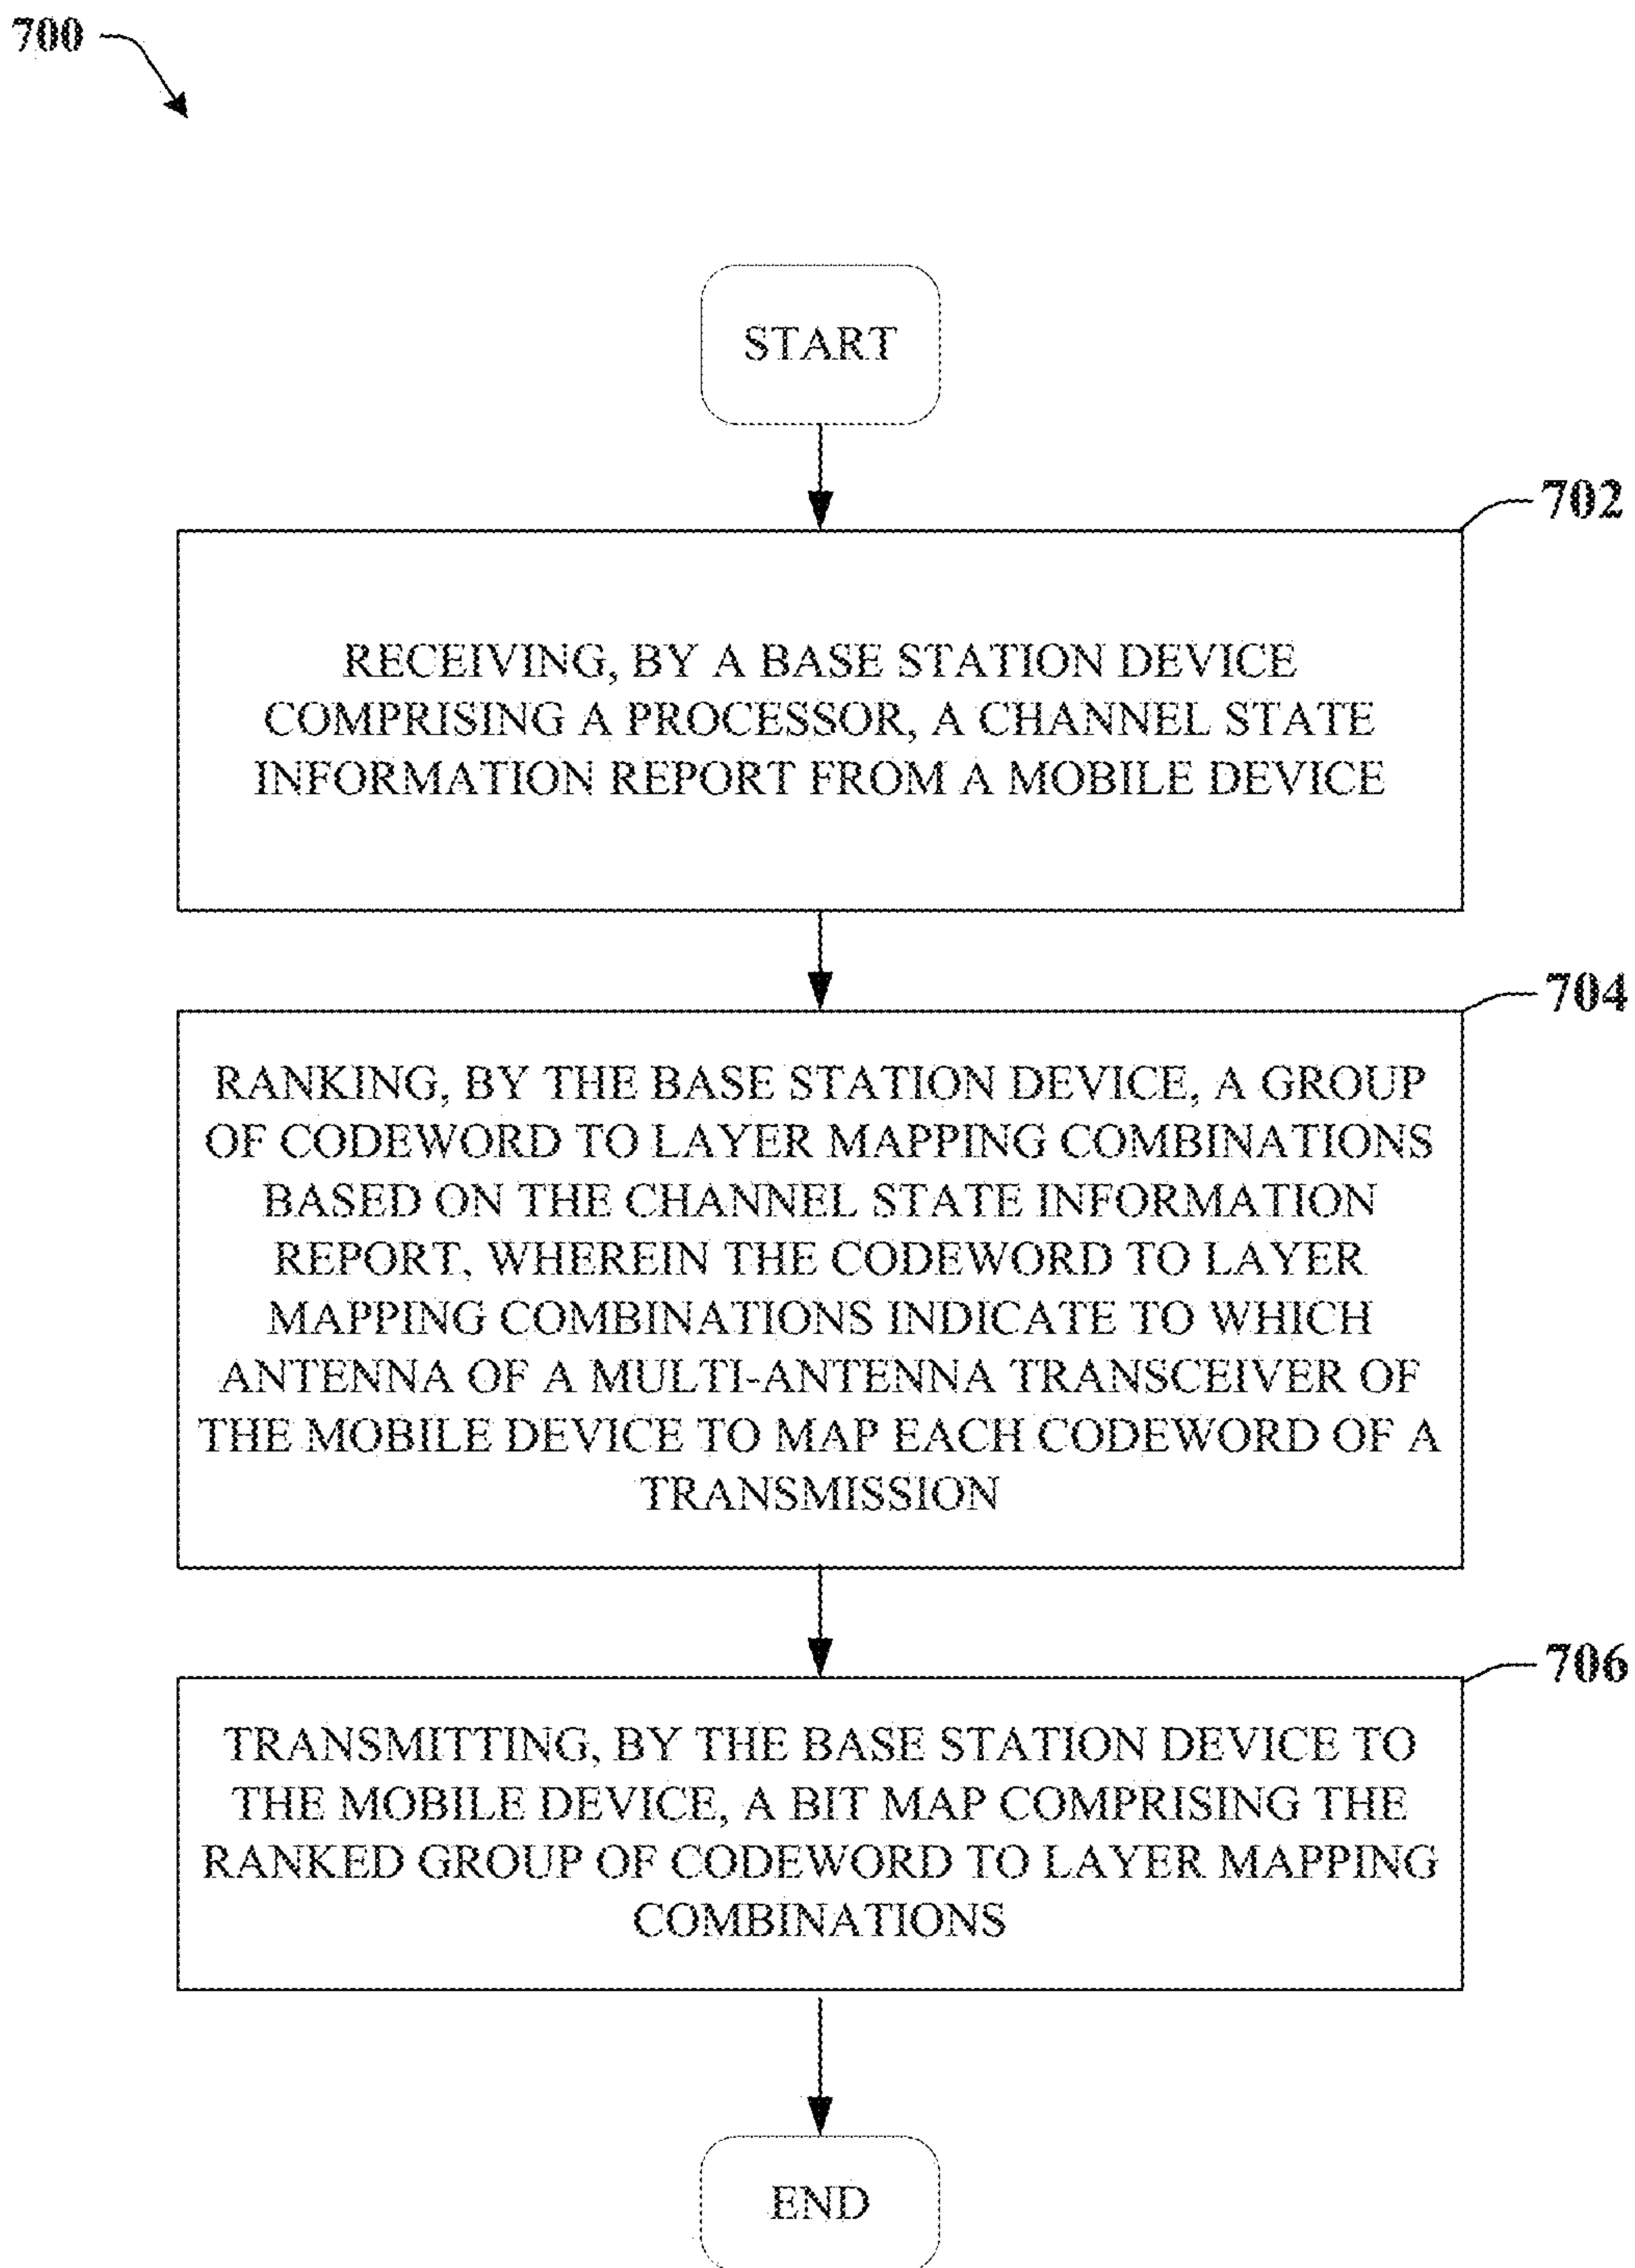 700
START
702
RECEIVING, BY A BASE STATION DEVICE
COMPRISING A PROCESSOR, A CHANNEL STATE
INFORMATION REPORT FROM A MOBILE DEVICE
704
RANKING, BY THE BASE STATION DEVICE, A GROUP
OF CODEWORD TO LAYER MAPPING COMBINATIONS
BASED ON THE CHANNEL STATE INFORMATION
REPORT, WHEREIN THE CODEWORD TO LAYER
MAPPING COMBINATIONS INDICATE TO WHICH
ANTENNA OF A MULTI-ANTENNA TRANSCEIVER OF
THE MOBILE DEVICE TO MAP EACH CODEWORD OF A
TRANSMISSION
706
TRANSMITTING, BY THE BASE STATION DEVICE TO
THE MOBILE DEVICE, A BIT MAP COMPRISING THE
RANKED GROUP OF CODEWORD TO LAYER MAPPING
COMBINATIONS
END